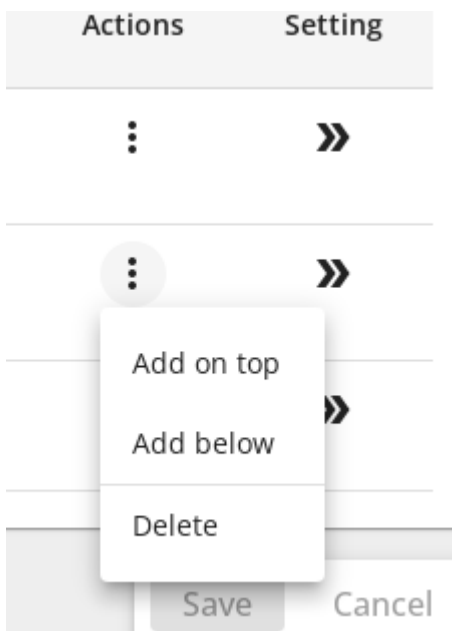 Actions Setting
Add on top
Add below
Delete
Save Cancel